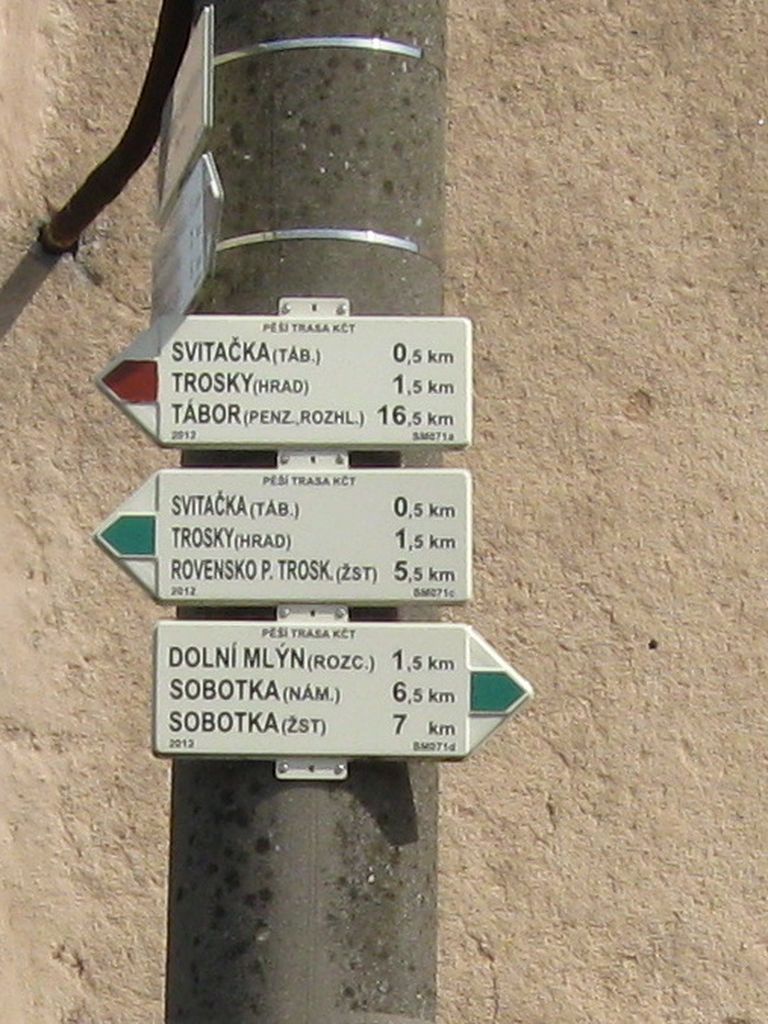 PĚŠÍ TRASA KČT
SVITAČKA (TÁB.) 0,5 km
TROSKY (HRAD) 1,5 km
TÁBOR (PENZ.,ROZHL.) 16,5 km
2012 SM071a
PĚŠÍ TRASA KČT
SVITAČKA (TÁB.) 0,5 km
TROSKY (HRAD) 1,5 km
ROVENSKO P. TROSK. (ŽST) 5,5 km
2012 SM071c
PĚŠÍ TRASA KČT
DOLNÍ MLÝN (ROZC.) 1,5 km
SOBOTKA (NÁM.) 6,5 km
SOBOTKA (ŽST) 7 km
2012 SM071d